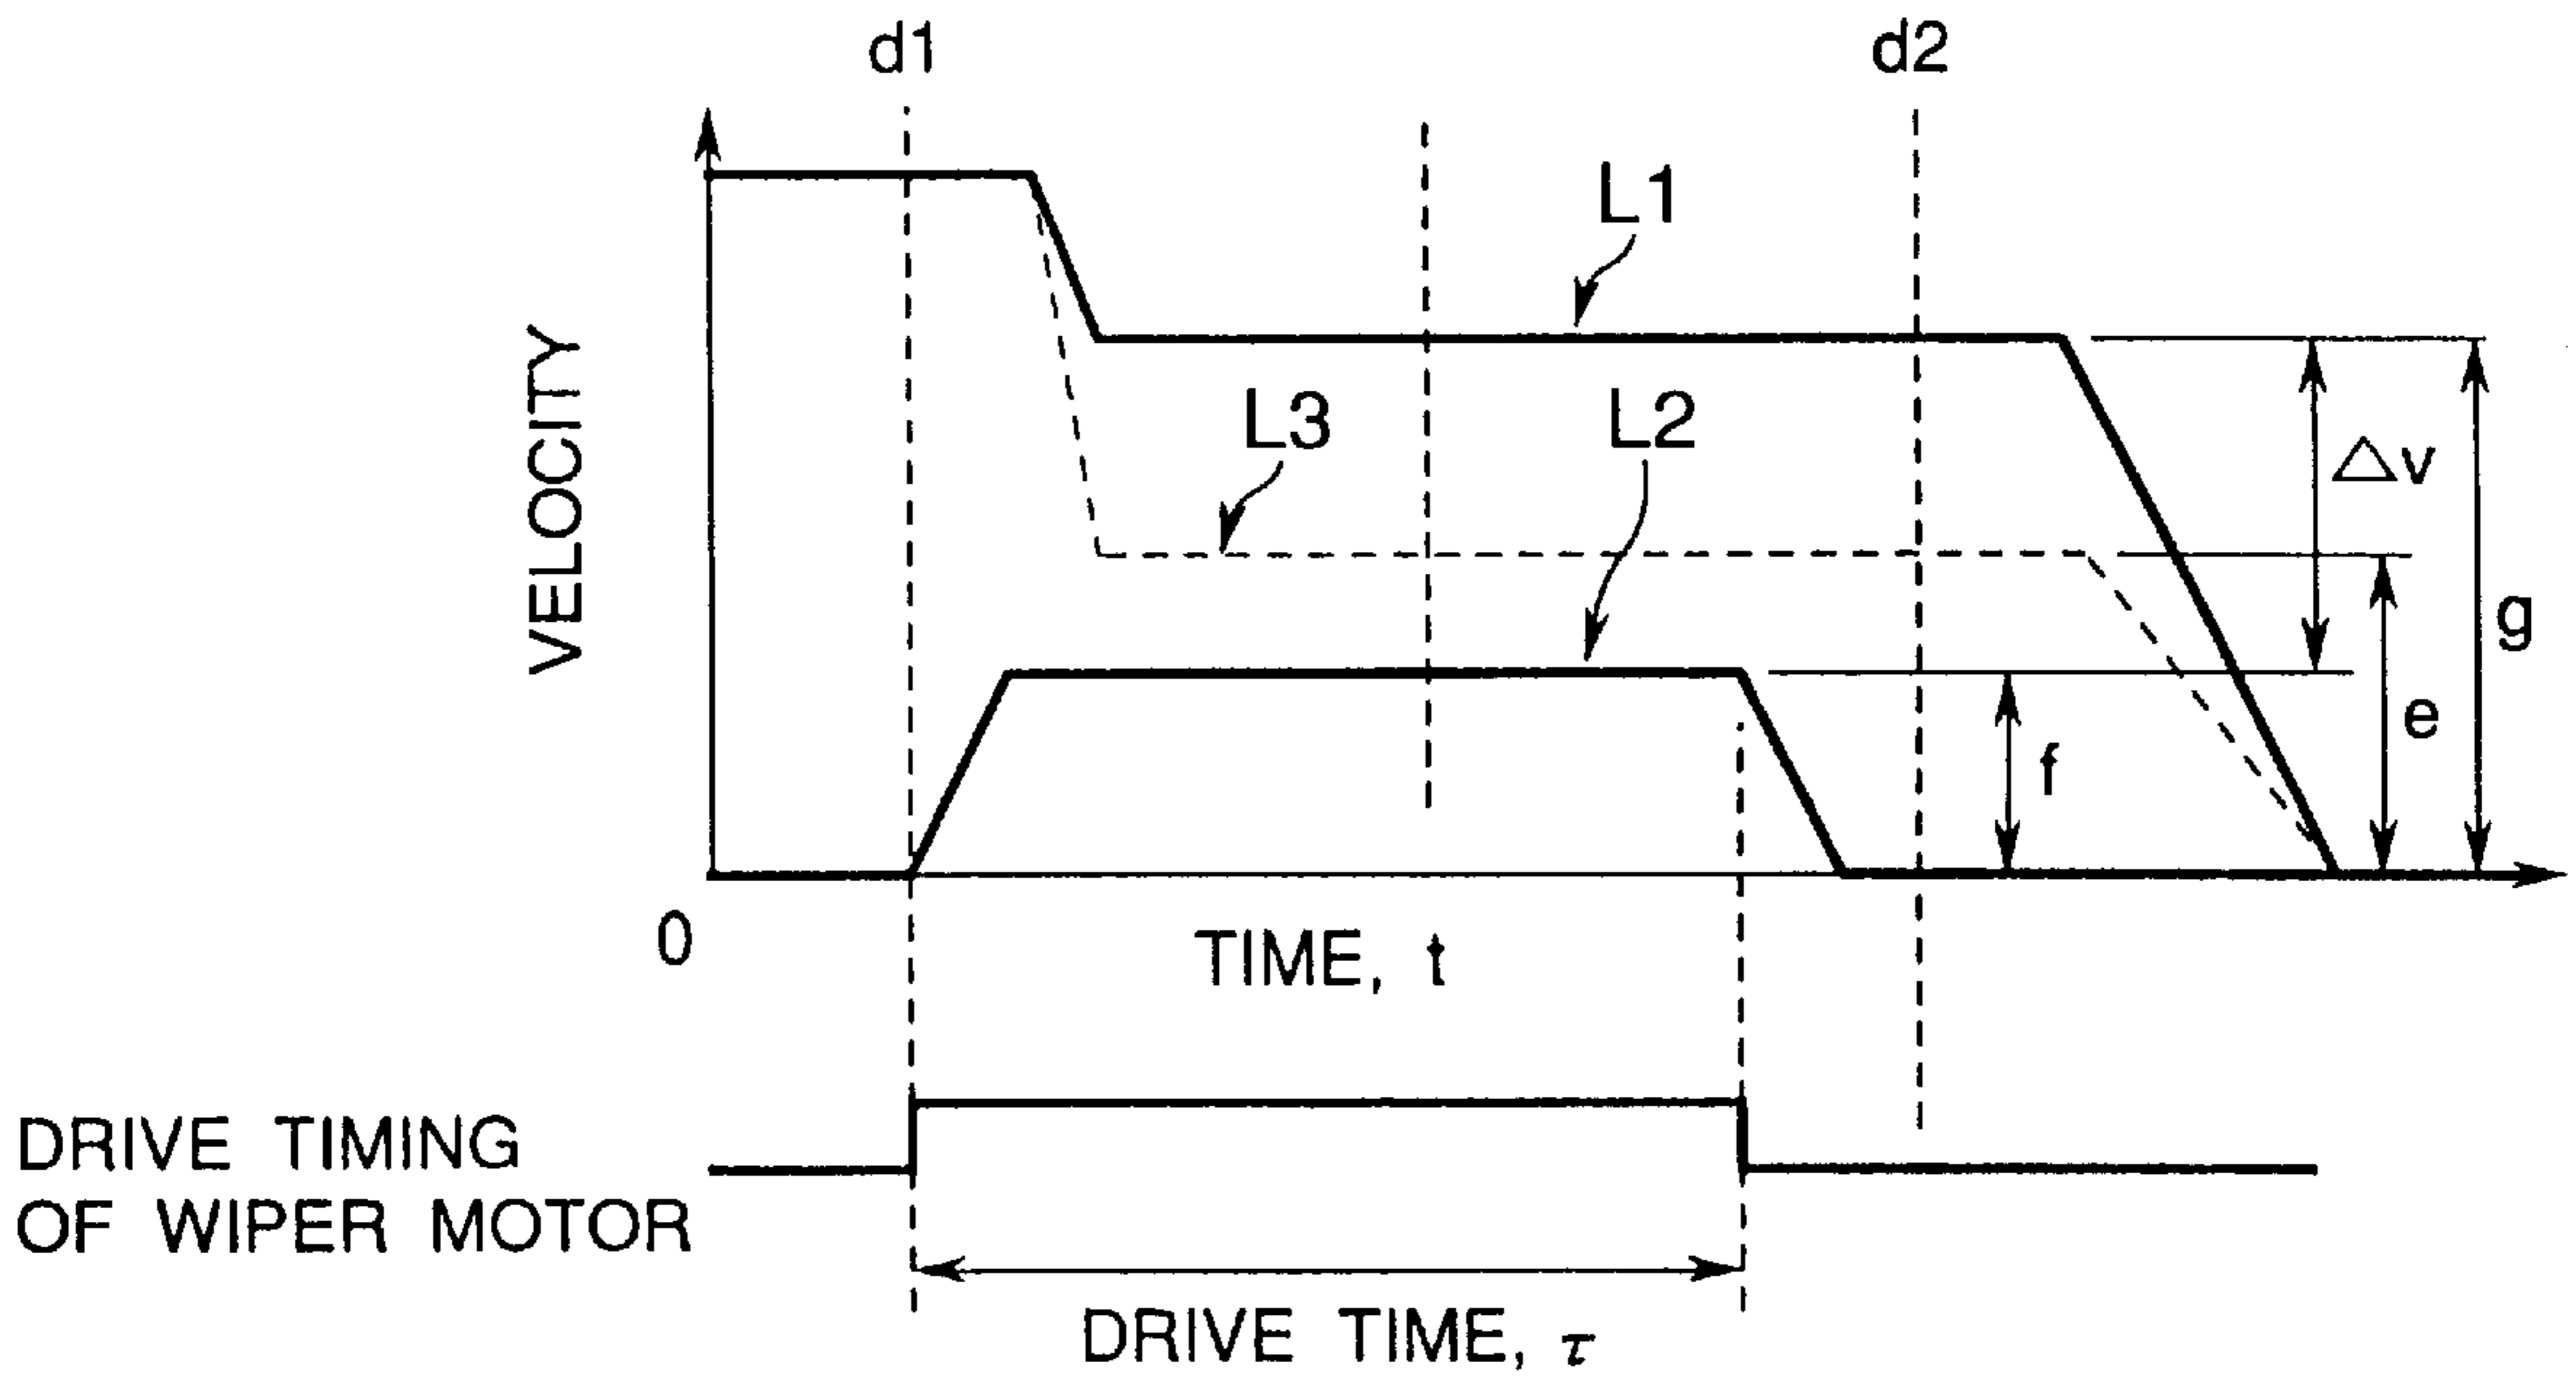 d1
d2
L1
L3
L2
△v
VELOCITY
g
e
f
0
TIME, t
DRIVE TIMING
OF WIPER MOTOR
DRIVE TIME, τ